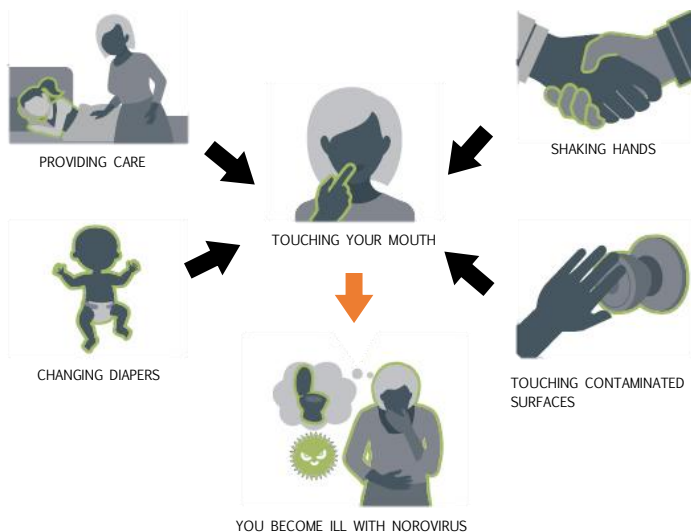 PROVIDING CARE
SHAKING HANDS
TOUCHING YOUR MOUTH
CHANGING DIAPERS
TOUCHING CONTAMINATED
SURFACES
YOU BECOME ILL WITH NOROVIRUS